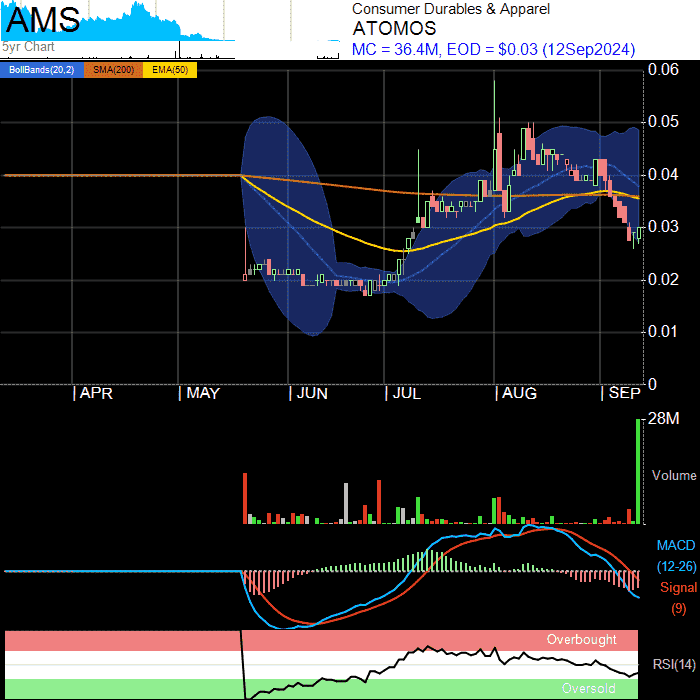 AMS
5yr Chart
Consumer Durables & Apparel
ATOMOS
MC = 36.4M, EOD = $0.03 (12Sep2024)
BollBands(20,2) SMA(200) EMA(50)
0.06
0.05
0.04
0.03
0.02
0.01
0
APR MAY JUN JUL AUG SEP
28M
Volume
MACD
(12-26)
Signal
(9)
Overbought
RSI(14)
Oversold